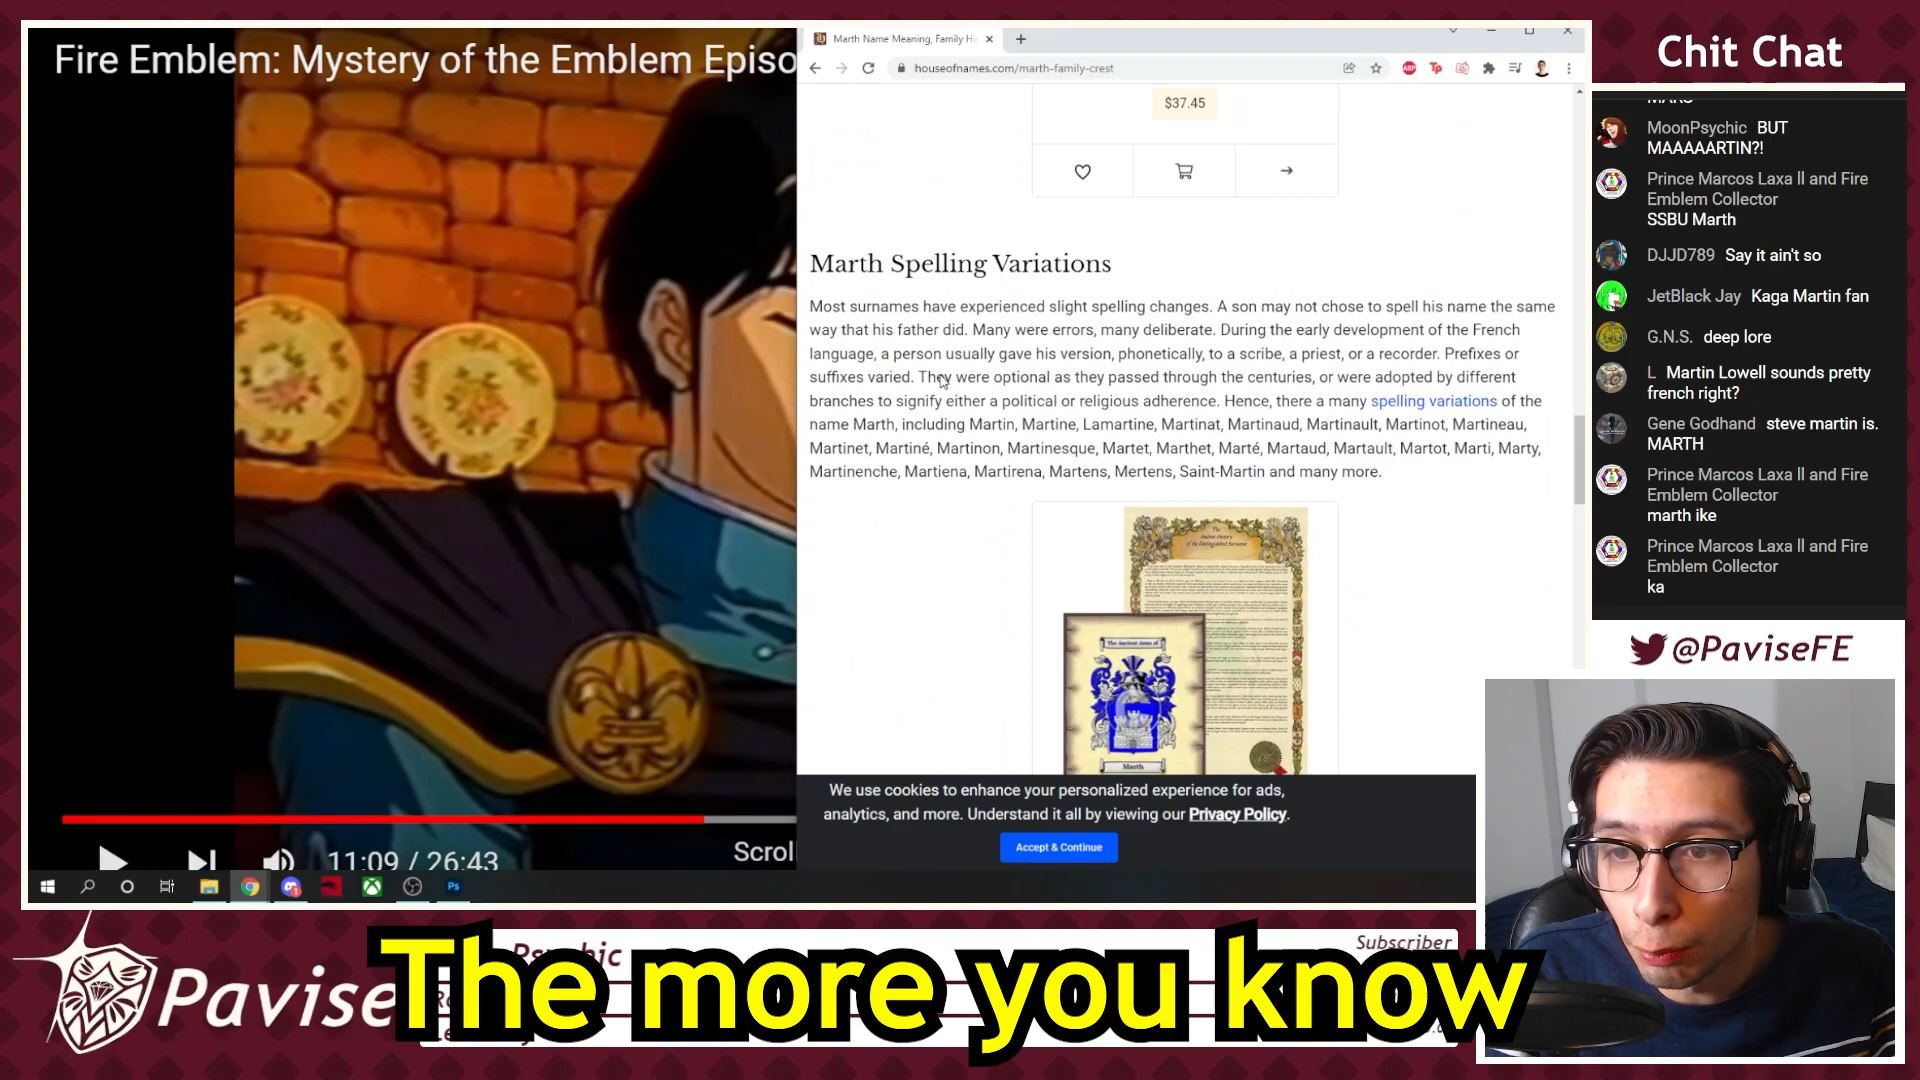 Fire Emblem: Mystery of the Emblem Episo
Marth Name Meaning, Family Hi
houseofnames.com/marth-family-crest
$37.45
Marth Spelling Variations
Most surnames have experienced slight spelling changes. A son may not chose to spell his name the same
way that his father did. Many were errors, many deliberate. During the early development of the French
language, a person usually gave his version, phonetically, to a scribe, a priest, or a recorder. Prefixes or
suffixes varied. They were optional as they passed through the centuries, or were adopted by different
branches to signify either a political or religious adherence. Hence, there a many spelling variations of the
name Marth, including Martin, Martine, Lamartine, Martinat, Martinaud, Martinault, Martinot, Martineau,
Martinet, Martiné, Martinon, Martinesque, Martet, Marthet, Marté, Martaud, Martault, Martot, Marti, Marty,
Martinenche, Martiena, Martirena, Martens, Mertens, Saint-Martin and many more.
The Ancient Arms of
Marth
We use cookies to enhance your personalized experience for ads,
analytics, and more. Understand it all by viewing our Privacy Policy.
Accept & Continue
11:09 / 26:43
Scrol
Ps
Chit Chat
MoonPsychic BUT
MAAAAARTIN?!
Prince Marcos Laxa ll and Fire
Emblem Collector
SSBU Marth
DJJD789 Say it ain't so
JetBlack Jay Kaga Martin fan
G.N.S. deep lore
L Martin Lowell sounds pretty
french right?
Gene Godhand steve martin is.
MARTH
Prince Marcos Laxa ll and Fire
Emblem Collector
marth ike
Prince Marcos Laxa ll and Fire
Emblem Collector
ka
@PaviseFE
Subscriber
Pavise
The more you know